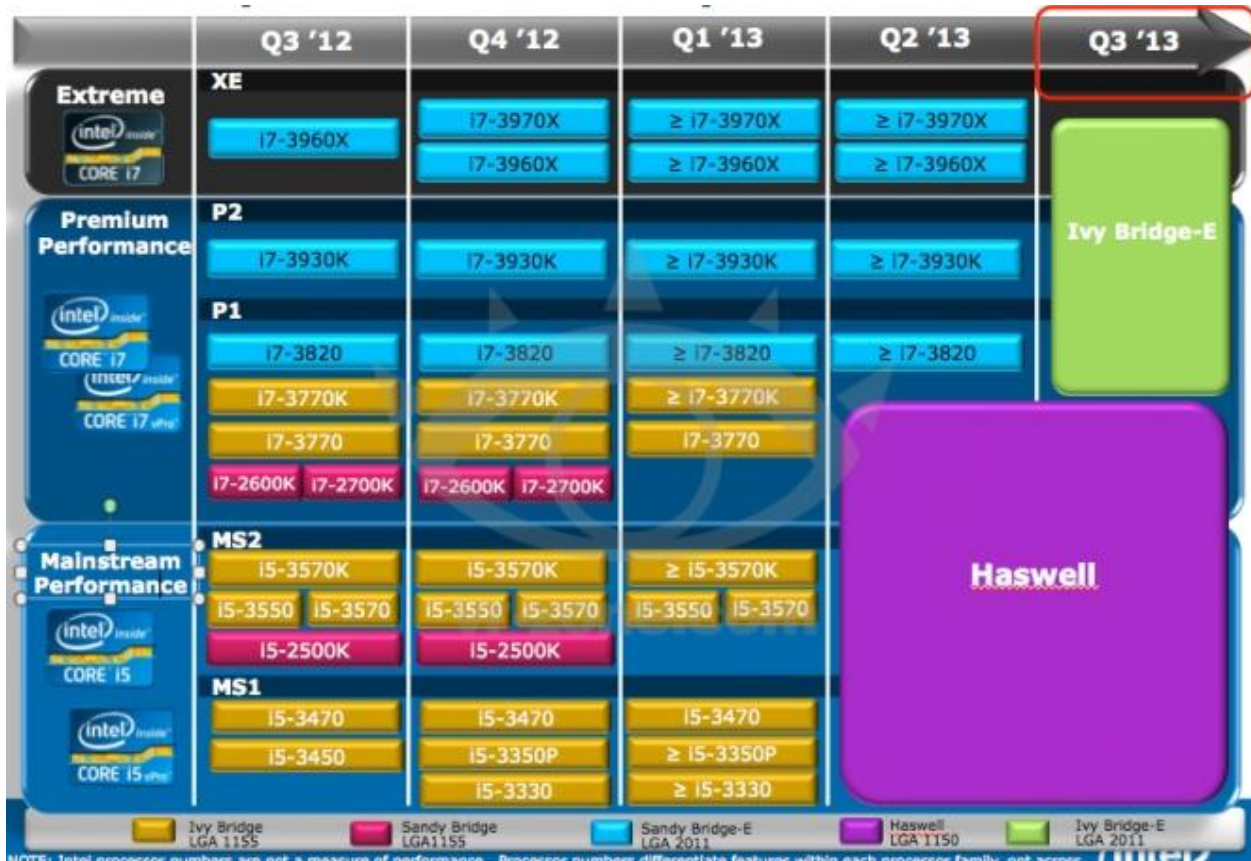 Q3 '12 Q4 '12 Q1 '13 Q2 '13 Q3 '13
Extreme
XE
intel inside
CORE i7
i7-3960X
i7-3970X
i7-3960X
≥ i7-3970X
≥ i7-3960X
≥ i7-3970X
≥ i7-3960X
Ivy Bridge-E
Premium
Performance
intel inside
CORE i7
intel inside
CORE i7 vPro
P2
i7-3930K i7-3930K ≥ i7-3930K ≥ i7-3930K
P1
i7-3820 i7-3820 ≥ i7-3820 ≥ i7-3820
i7-3770K i7-3770K ≥ i7-3770K
i7-3770 i7-3770 i7-3770
i7-2600K i7-2700K i7-2600K i7-2700K
Haswell
Mainstream
Performance
intel inside
CORE i5
intel inside
CORE i5 vPro
MS2
i5-3570K i5-3570K ≥ i5-3570K
i5-3550 i5-3570 i5-3550 i5-3570 i5-3550 i5-3570
i5-2500K i5-2500K
MS1
i5-3470 i5-3470 i5-3470
i5-3450 i5-3350P ≥ i5-3350P
i5-3330 ≥ i5-3330
Ivy Bridge
LGA 1155
Sandy Bridge
LGA1155
Sandy Bridge-E
LGA 2011
Haswell
LGA 1150
Ivy Bridge-E
LGA 2011
NOTE: Intel processor numbers are not a measure of performance. Processor numbers differentiate features within each processor family, not across